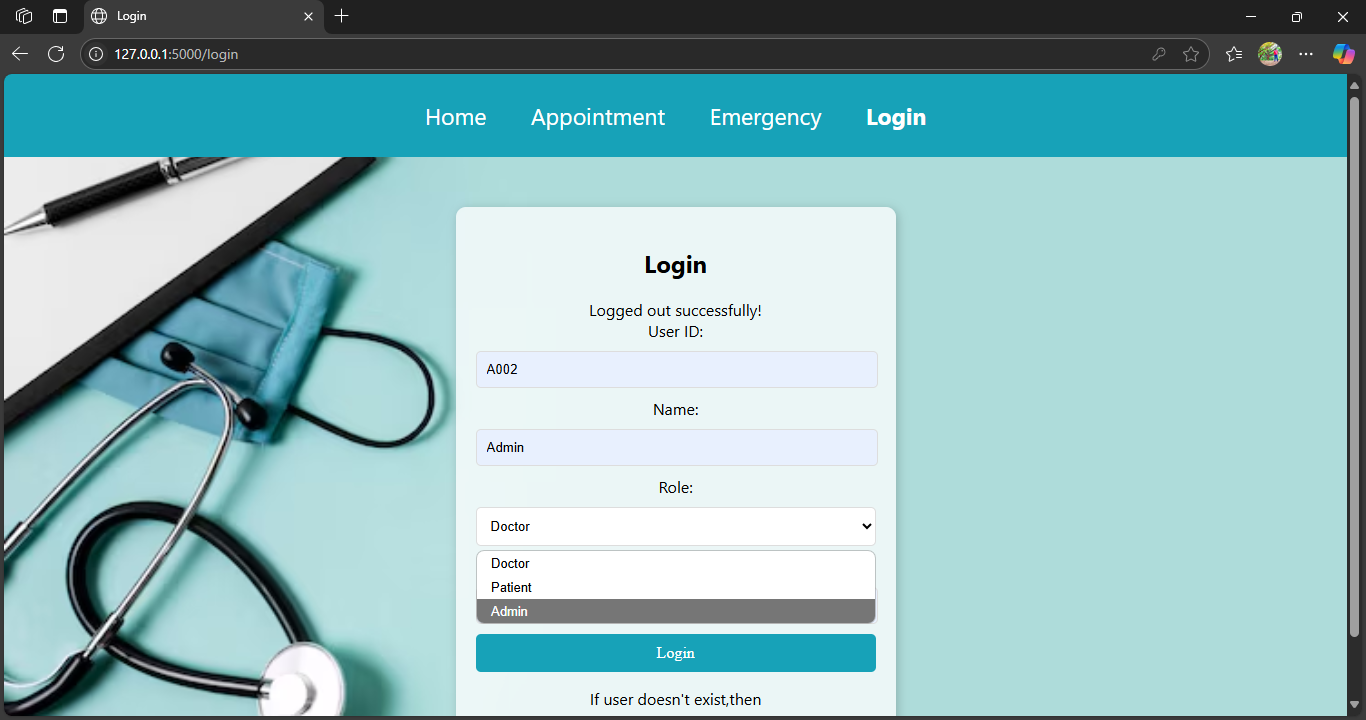 Login
127.0.0.1:5000/login
Home Appointment Emergency Login
Login
Logged out successfully!
User ID:
A002
Name:
Admin
Role:
Doctor
Doctor
Patient
Admin
Login
If user doesn't exist,then